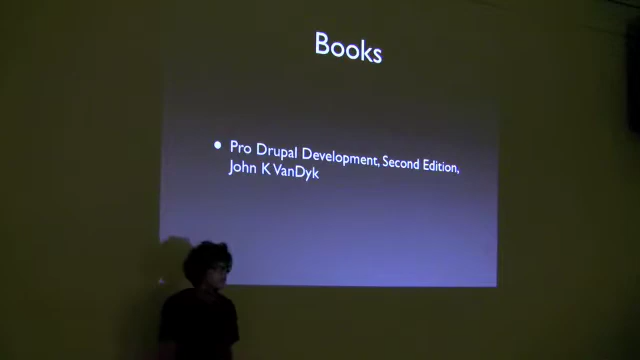 Books
• Pro Drupal Development, Second Edition,
John K VanDyk